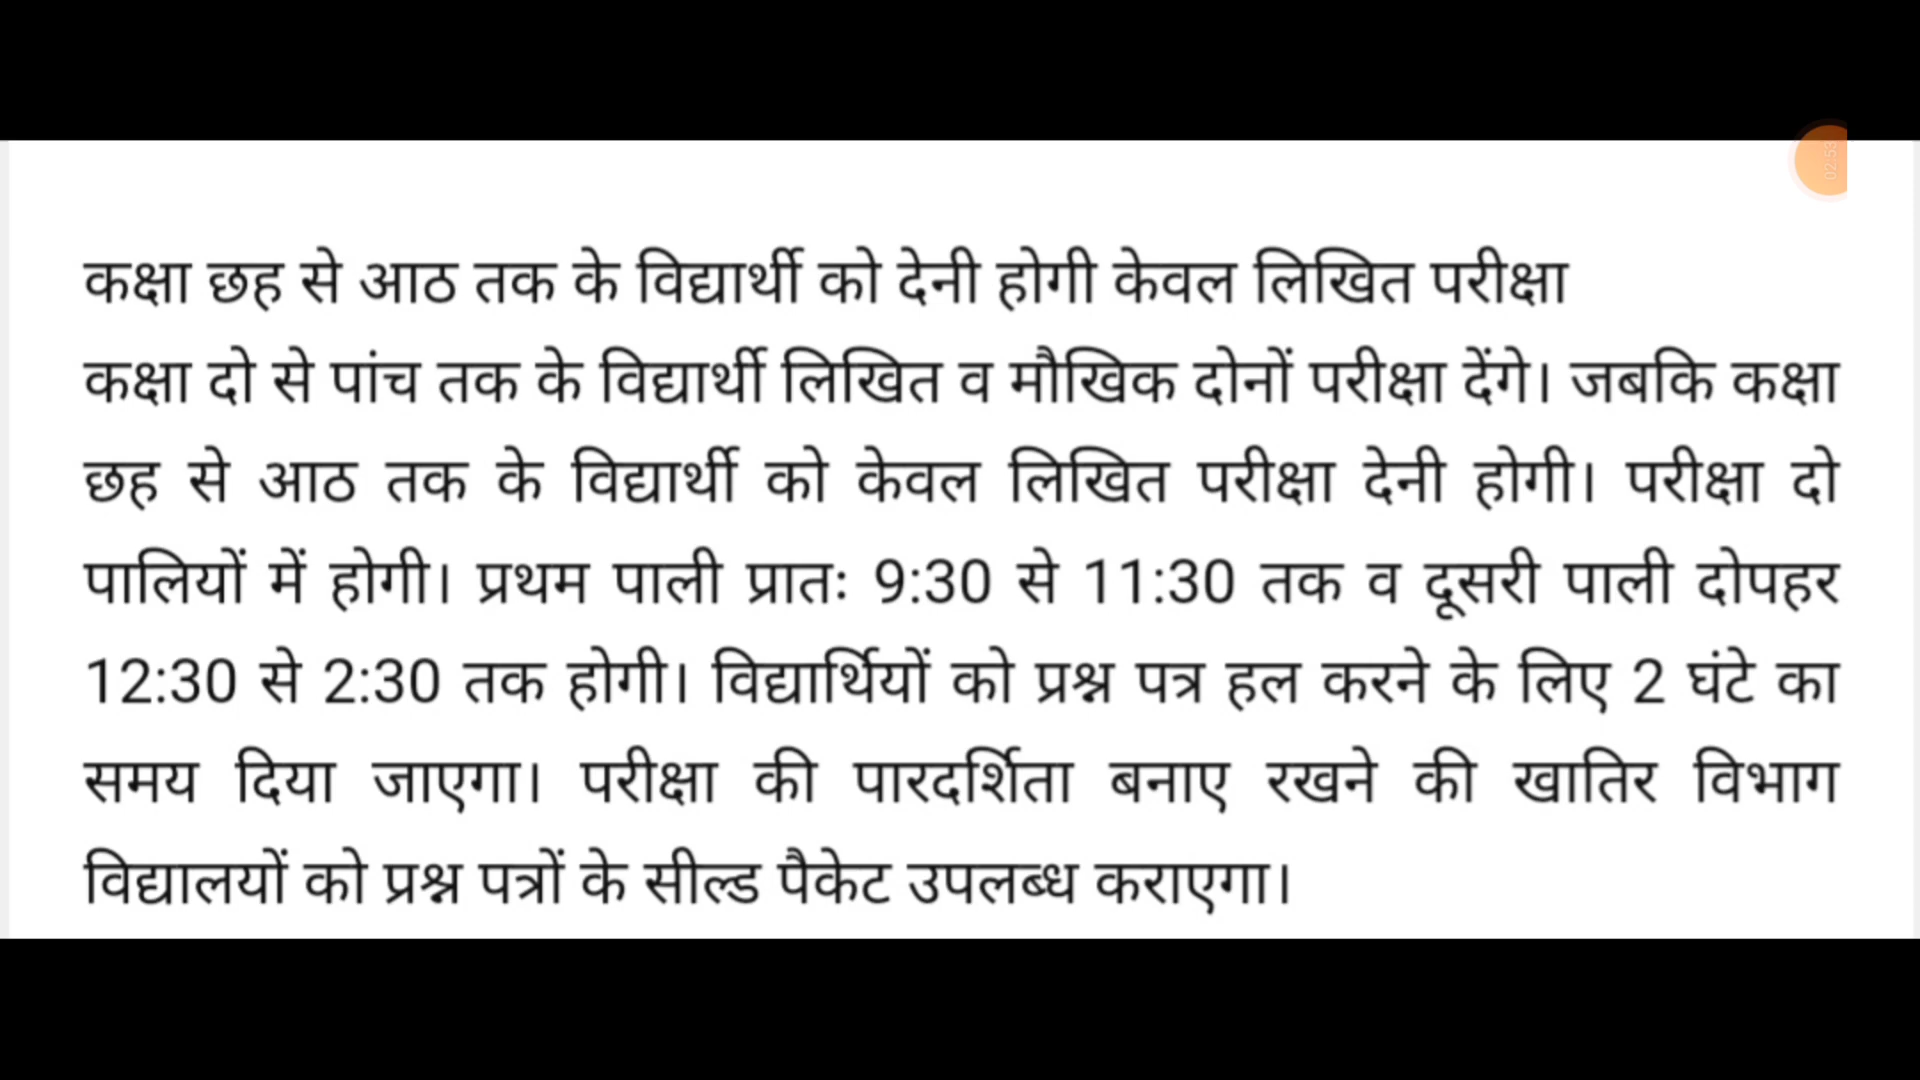 02:53
कक्षा छह से आठ तक के विद्यार्थी को देनी होगी केवल लिखित परीक्षा
कक्षा दो से पांच तक के विद्यार्थी लिखित व मौखिक दोनों परीक्षा देंगे। जबकि कक्षा
छह से आठ तक के विद्यार्थी को केवल लिखित परीक्षा देनी होगी। परीक्षा दो
पालियों में होगी। प्रथम पाली प्रातः 9:30 से 11:30 तक व दूसरी पाली दोपहर
12:30 से 2:30 तक होगी। विद्यार्थियों को प्रश्न पत्र हल करने के लिए 2 घंटे का
समय दिया जाएगा। परीक्षा की पारदर्शिता बनाए रखने की खातिर विभाग
विद्यालयों को प्रश्न पत्रों के सील्ड पैकेट उपलब्ध कराएगा।